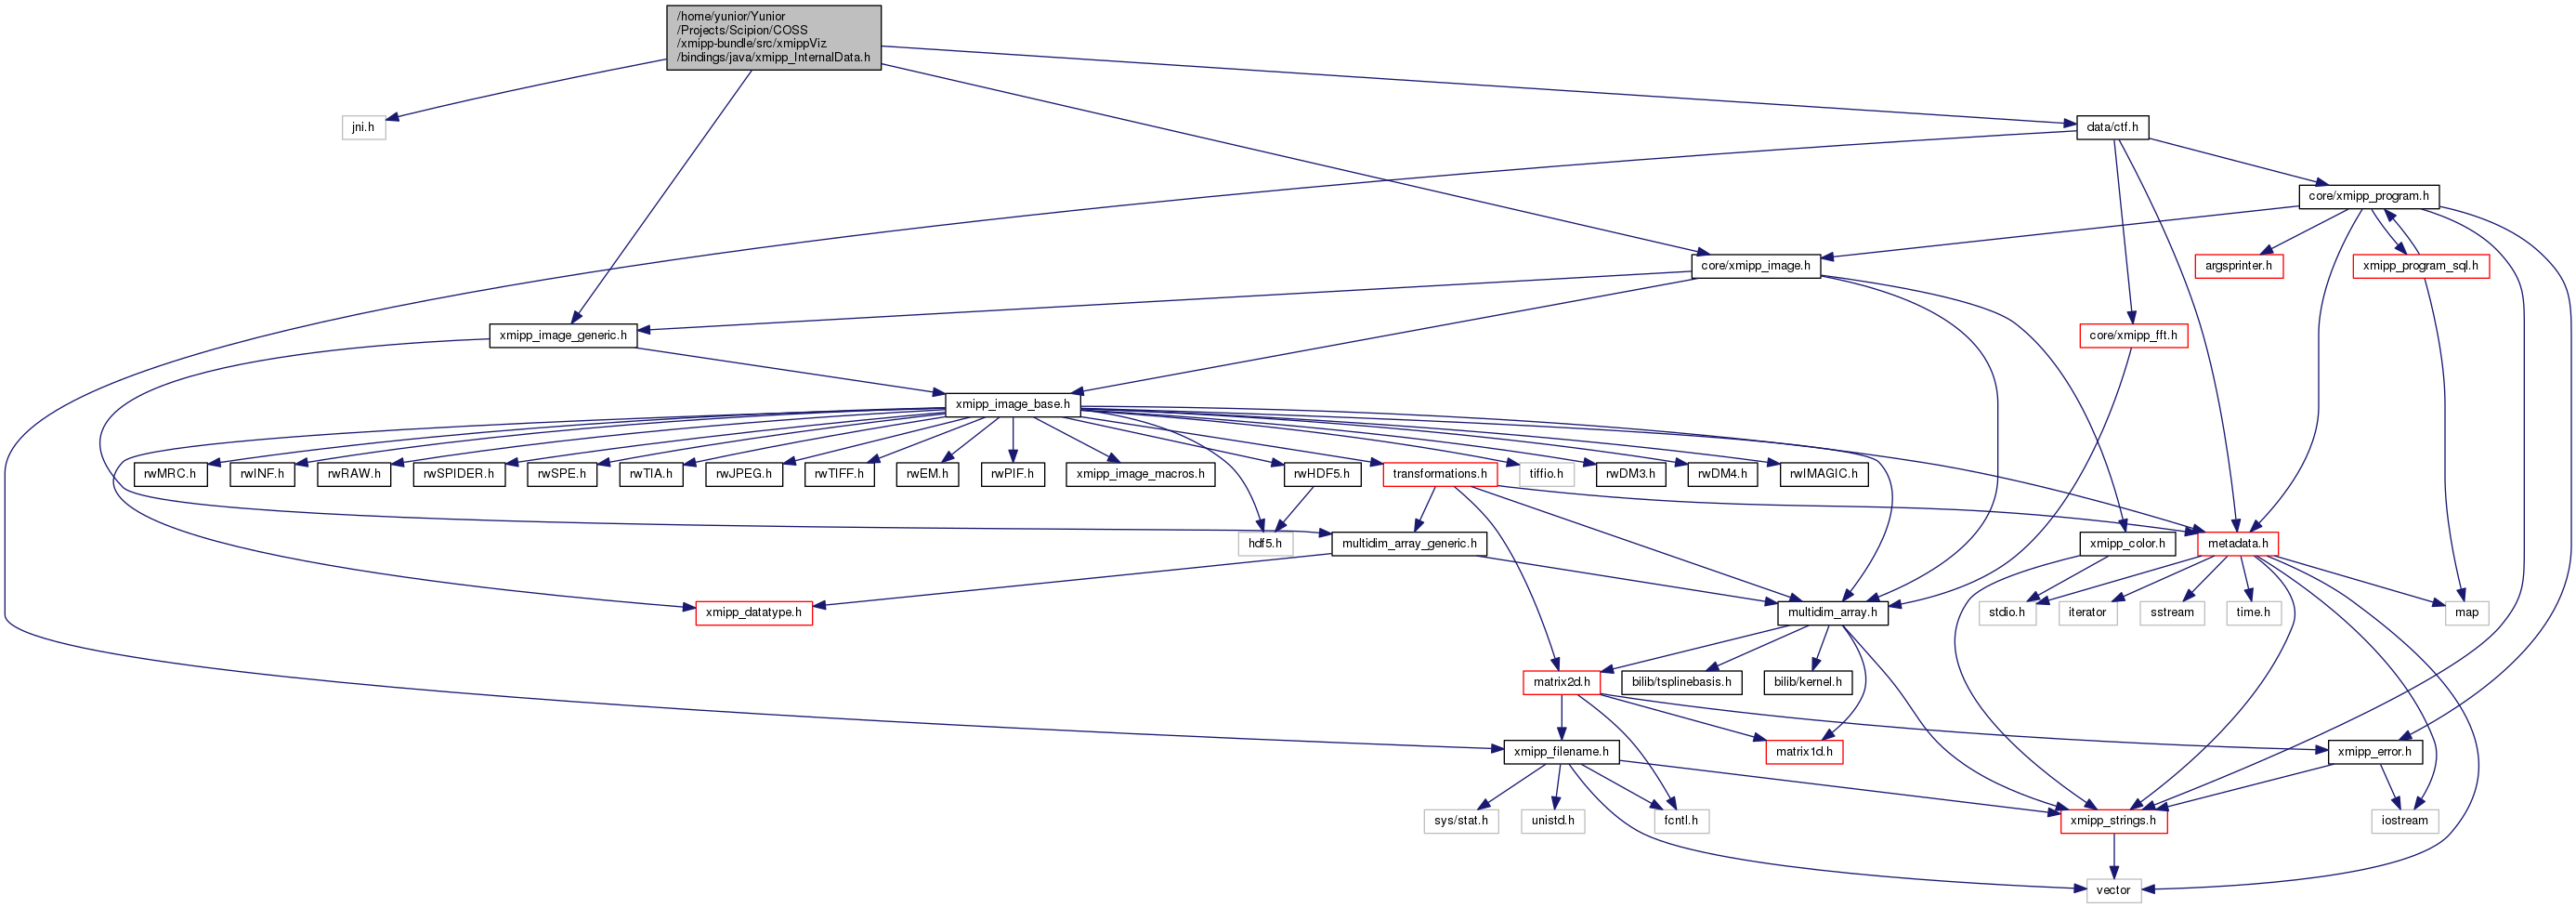 /home/yunior/Yunior
/Projects/Scipion/COSS
/xmipp-bundle/src/xmippViz
/bindings/java/xmipp_InternalData.h
jni.h
data/ctf.h
core/xmipp_program.h
core/xmipp_image.h
argsprinter.h
xmipp_program_sql.h
xmipp_image_generic.h
core/xmipp_fft.h
xmipp_image_base.h
rwMRC.h
rwINF.h
rwRAW.h
rwSPIDER.h
rwSPE.h
rwTIA.h
rwJPEG.h
rwTIFF.h
rwEM.h
rwPIF.h
xmipp_image_macros.h
rwHDF5.h
transformations.h
tiffio.h
rwDM3.h
rwDM4.h
rwIMAGIC.h
hdf5.h
multidim_array_generic.h
xmipp_color.h
metadata.h
xmipp_datatype.h
multidim_array.h
stdio.h
iterator
sstream
time.h
map
matrix2d.h
bilib/tsplinebasis.h
bilib/kernel.h
xmipp_filename.h
matrix1d.h
xmipp_error.h
sys/stat.h
unistd.h
fcntl.h
xmipp_strings.h
iostream
vector